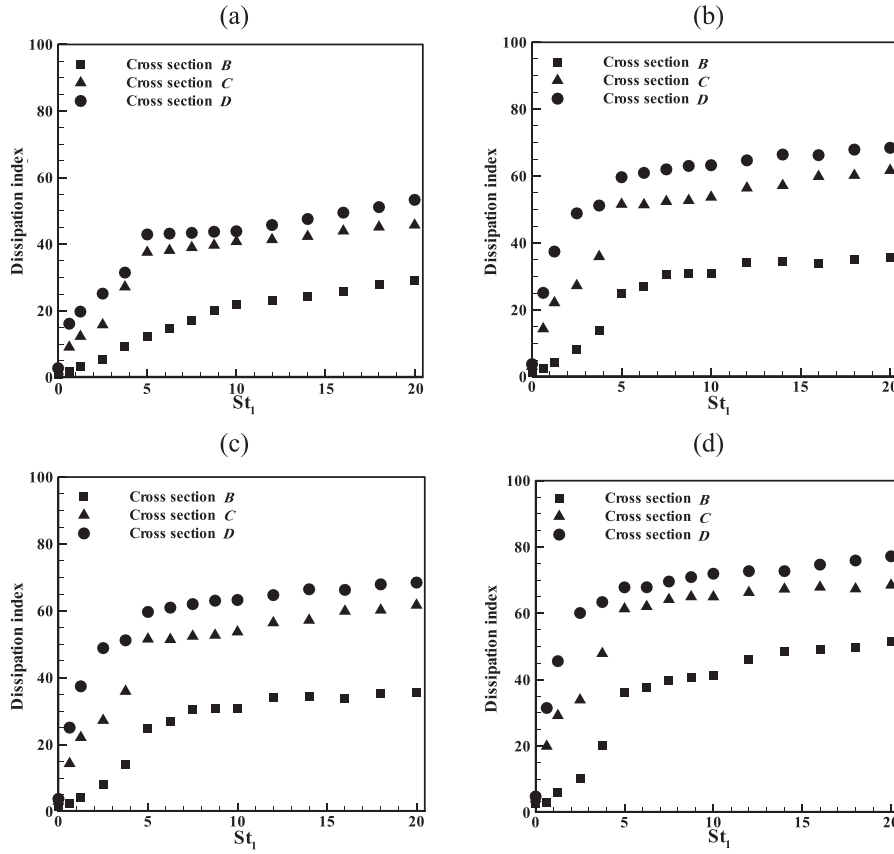 (a)
100
80
60
40
20
0
Dissipation index
Cross section B
Cross section C
Cross section D
0 5 10 15 20
St1
(b)
100
80
60
40
20
0
Dissipation index
Cross section B
Cross section C
Cross section D
0 5 10 15 20
St1
(c)
100
80
60
40
20
0
Dissipation index
Cross section B
Cross section C
Cross section D
0 5 10 15 20
St1
(d)
100
80
60
40
20
0
Dissipation index
Cross section B
Cross section C
Cross section D
0 5 10 15 20
St1